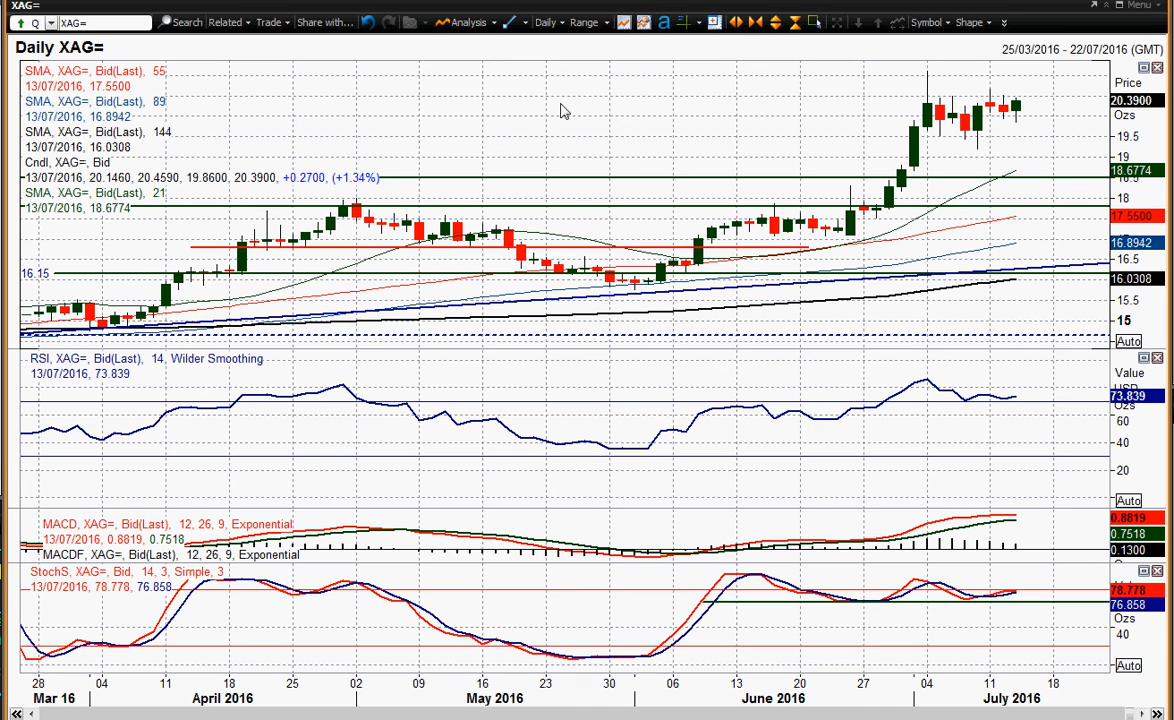 XAG=
Menu
Q XAG= Search Related Trade Share with... Analysis Daily Range a Symbol Shape
Daily XAG=
25/03/2016 - 22/07/2016 (GMT)
SMA, XAG=, Bid(Last), 55
13/07/2016, 17.5500
SMA, XAG=, Bid(Last), 89
13/07/2016, 16.8942
SMA, XAG=, Bid(Last), 144
13/07/2016, 16.0308
Cndl, XAG=, Bid
13/07/2016, 20.1460, 20.4590, 19.8600, 20.3900, +0.2700, (+1.34%)
SMA, XAG=, Bid(Last), 21
13/07/2016, 18.6774
16.15
Price
20.3900
Ozs
19.5
19
18.6774
18.5
18
17.5500
16.8942
16.5
16.0308
15.5
15
Auto
RSI, XAG=, Bid(Last), 14, Wilder Smoothing
13/07/2016, 73.839
Value
USD
73.839
Ozs
60
40
20
Auto
MACD, XAG=, Bid(Last), 12, 26, 9, Exponential
13/07/2016, 0.8819, 0.7518
MACDF, XAG=, Bid(Last), 12, 26, 9, Exponential
0.8819
0.7518
0.1300
StochS, XAG=, Bid, 14, 3, Simple, 3
13/07/2016, 78.778, 76.858
78.778
76.858
Ozs
40
Auto
28 04 11 18 25 02 09 16 23 30 06 13 20 27 04 11 18
Mar 16 April 2016 May 2016 June 2016 July 2016